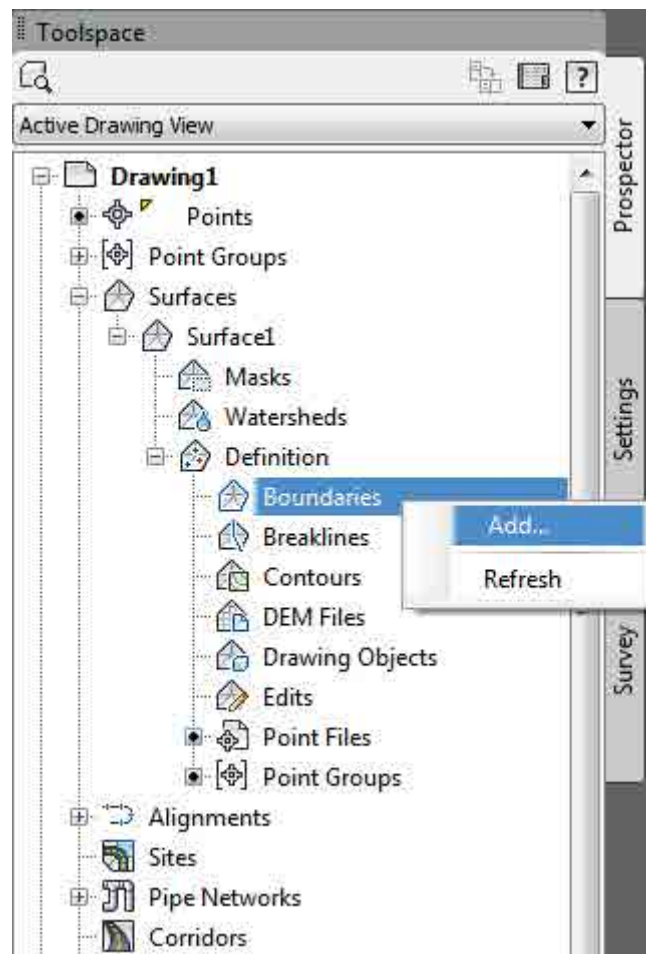 Toolspace
?
Active Drawing View
Drawing1
Points
Point Groups
Surfaces
Surface1
Masks
Watersheds
Definition
Boundaries
Add...
Breaklines
Refresh
Contours
DEM Files
Drawing Objects
Edits
Point Files
Point Groups
Alignments
Sites
Pipe Networks
Corridors
Prospector
Settings
Survey